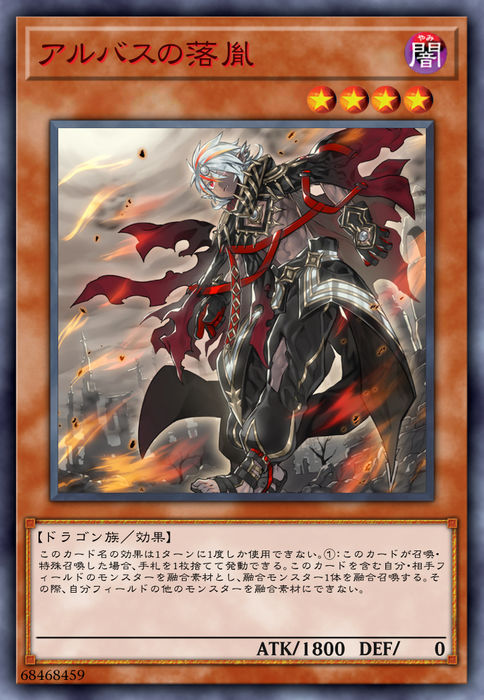 アルバスの落胤
やみ
闇
【ドラゴン族／効果】
このカード名の効果は1ターンに1度しか使用できない。①：このカードが召喚・
特殊召喚した場合、手札を1枚捨てて発動できる。このカードを含む自分・相手フ
ィールドのモンスターを融合素材とし、融合モンスター1体を融合召喚する。そ
の際、自分フィールドの他のモンスターを融合素材にできない。
ATK/1800 DEF/ 0
68468459